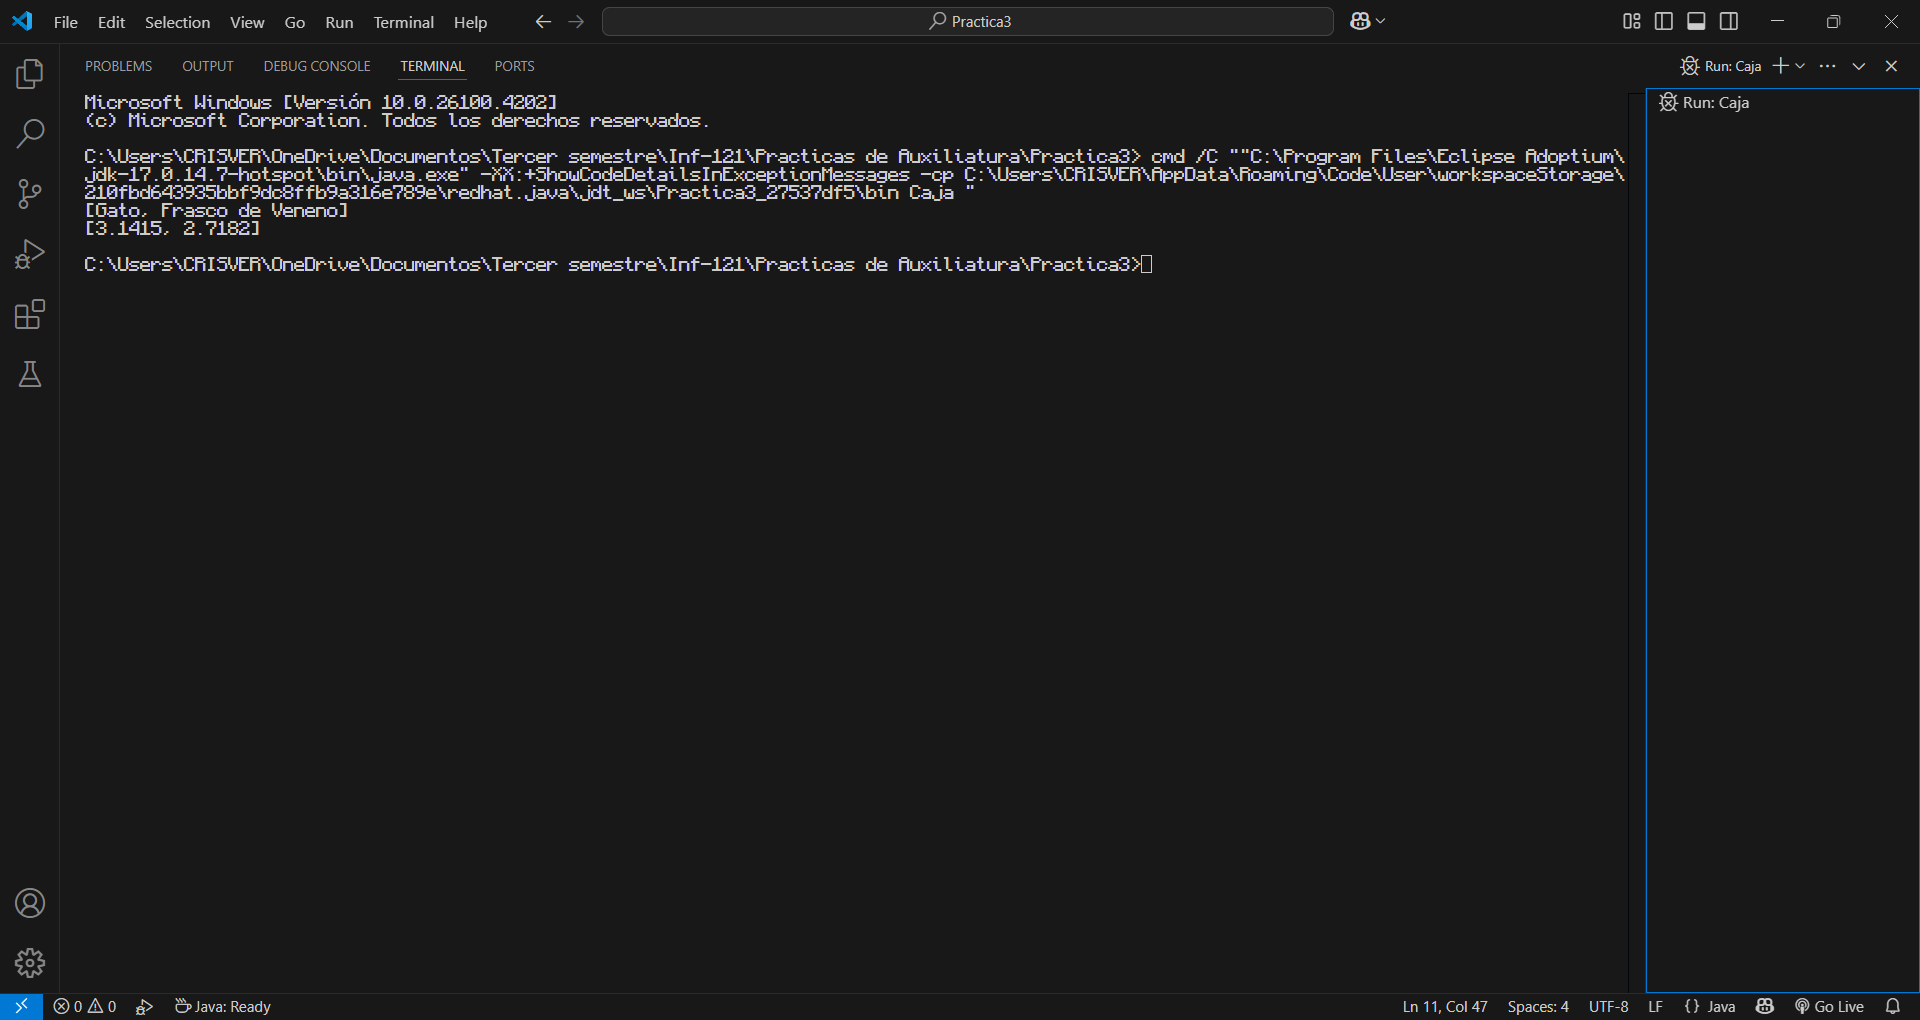 File Edit Selection View Go Run Terminal Help Practica3
PROBLEMS OUTPUT DEBUG CONSOLE TERMINAL PORTS Run: Caja
Run: Caja
Microsoft Windows [Versión 10.0.26100.4202]
(c) Microsoft Corporation. Todos los derechos reservados.
C:\Users\CRISVER\OneDrive\Documentos\Tercer semestre\Inf-121\Practicas de Auxiliatura\Practica3> cmd /C ""C:\Program Files\Eclipse Adoptium\
jdk-17.0.14.7-hotspot\bin\java.exe" -XX:+ShowCodeDetailsInExceptionMessages -cp C:\Users\CRISVER\AppData\Roaming\Code\User\workspaceStorage\
210fbd643935bbf9dc8ffb9a316e789e\redhat.java\jdt_ws\Practica3_27537df5\bin Caja "
[Gato, Frasco de Veneno]
[3.1415, 2.7182]
C:\Users\CRISVER\OneDrive\Documentos\Tercer semestre\Inf-121\Practicas de Auxiliatura\Practica3>
0 0 Java: Ready Ln 11, Col 47 Spaces: 4 UTF-8 LF {} Java Go Live